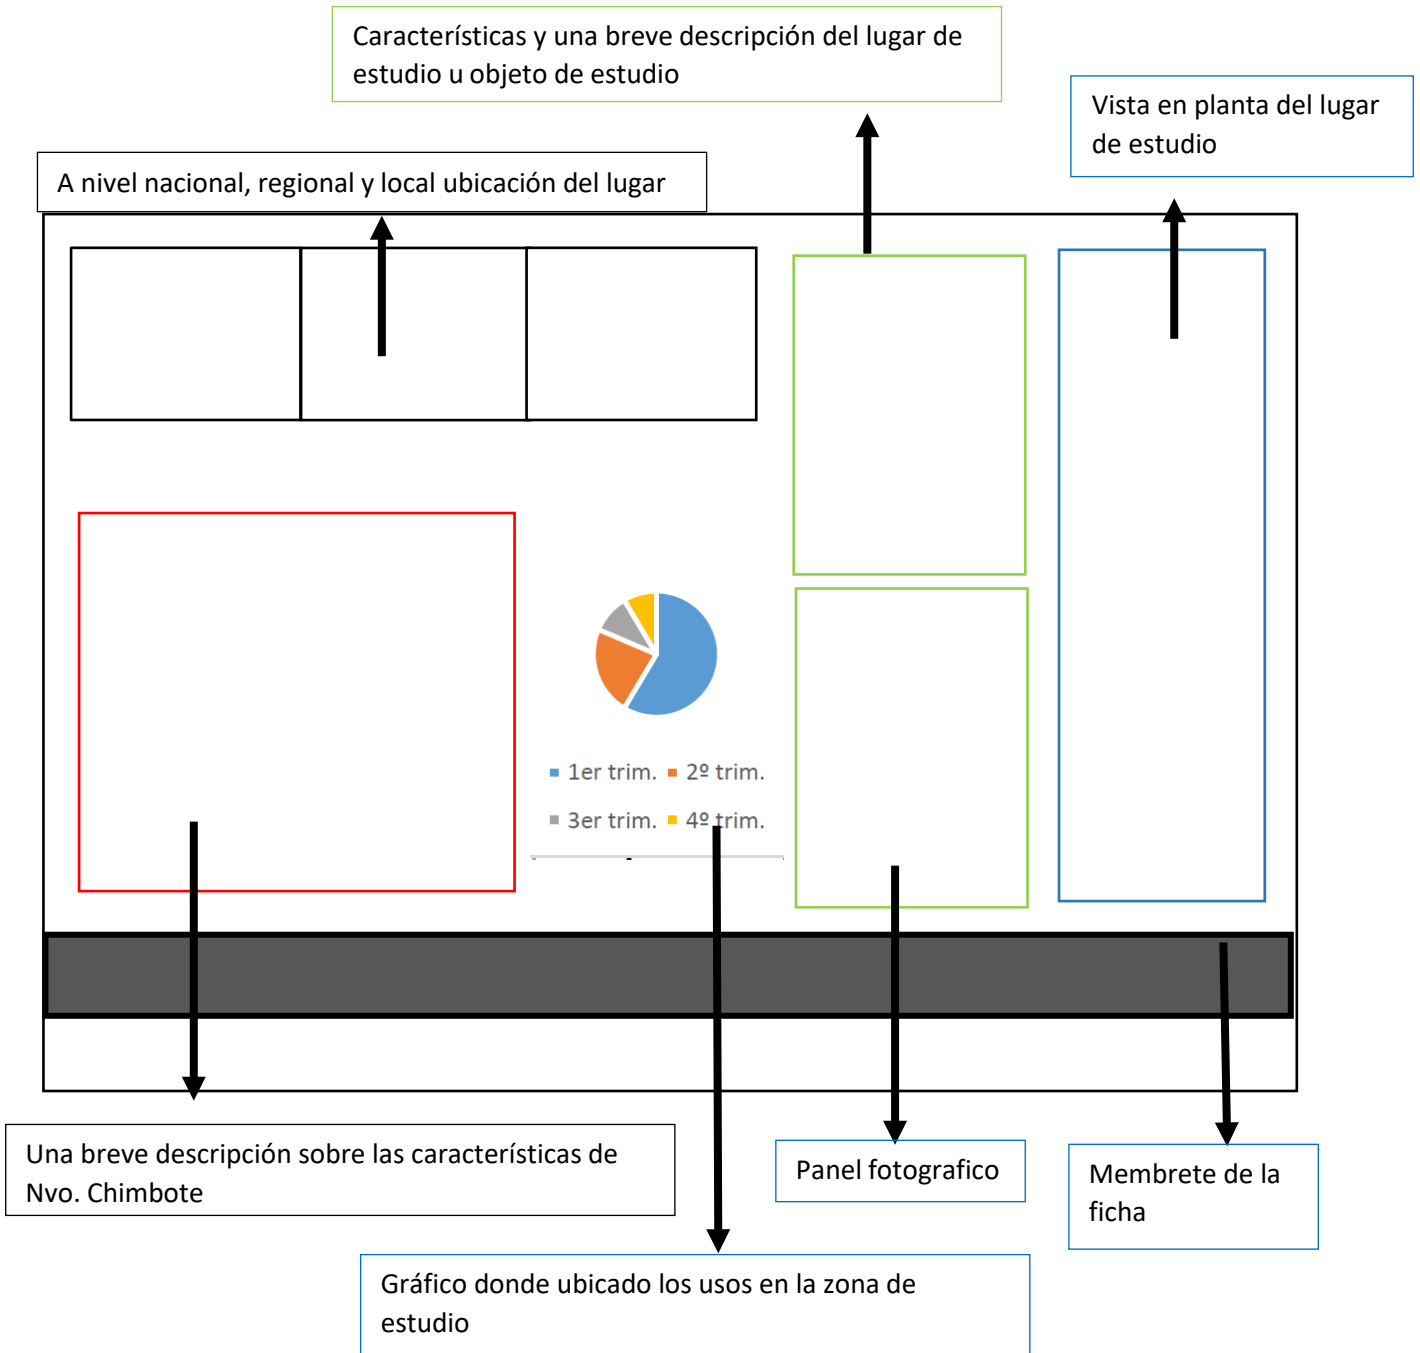 Características y una breve descripción del lugar de
estudio u objeto de estudio
Vista en planta del lugar
de estudio
A nivel nacional, regional y local ubicación del lugar
1er trim. 2º trim.
3er trim. 4º trim.
Una breve descripción sobre las características de
Nvo. Chimbote
Panel fotografico
Membrete de la
ficha
Gráfico donde ubicado los usos en la zona de
estudio